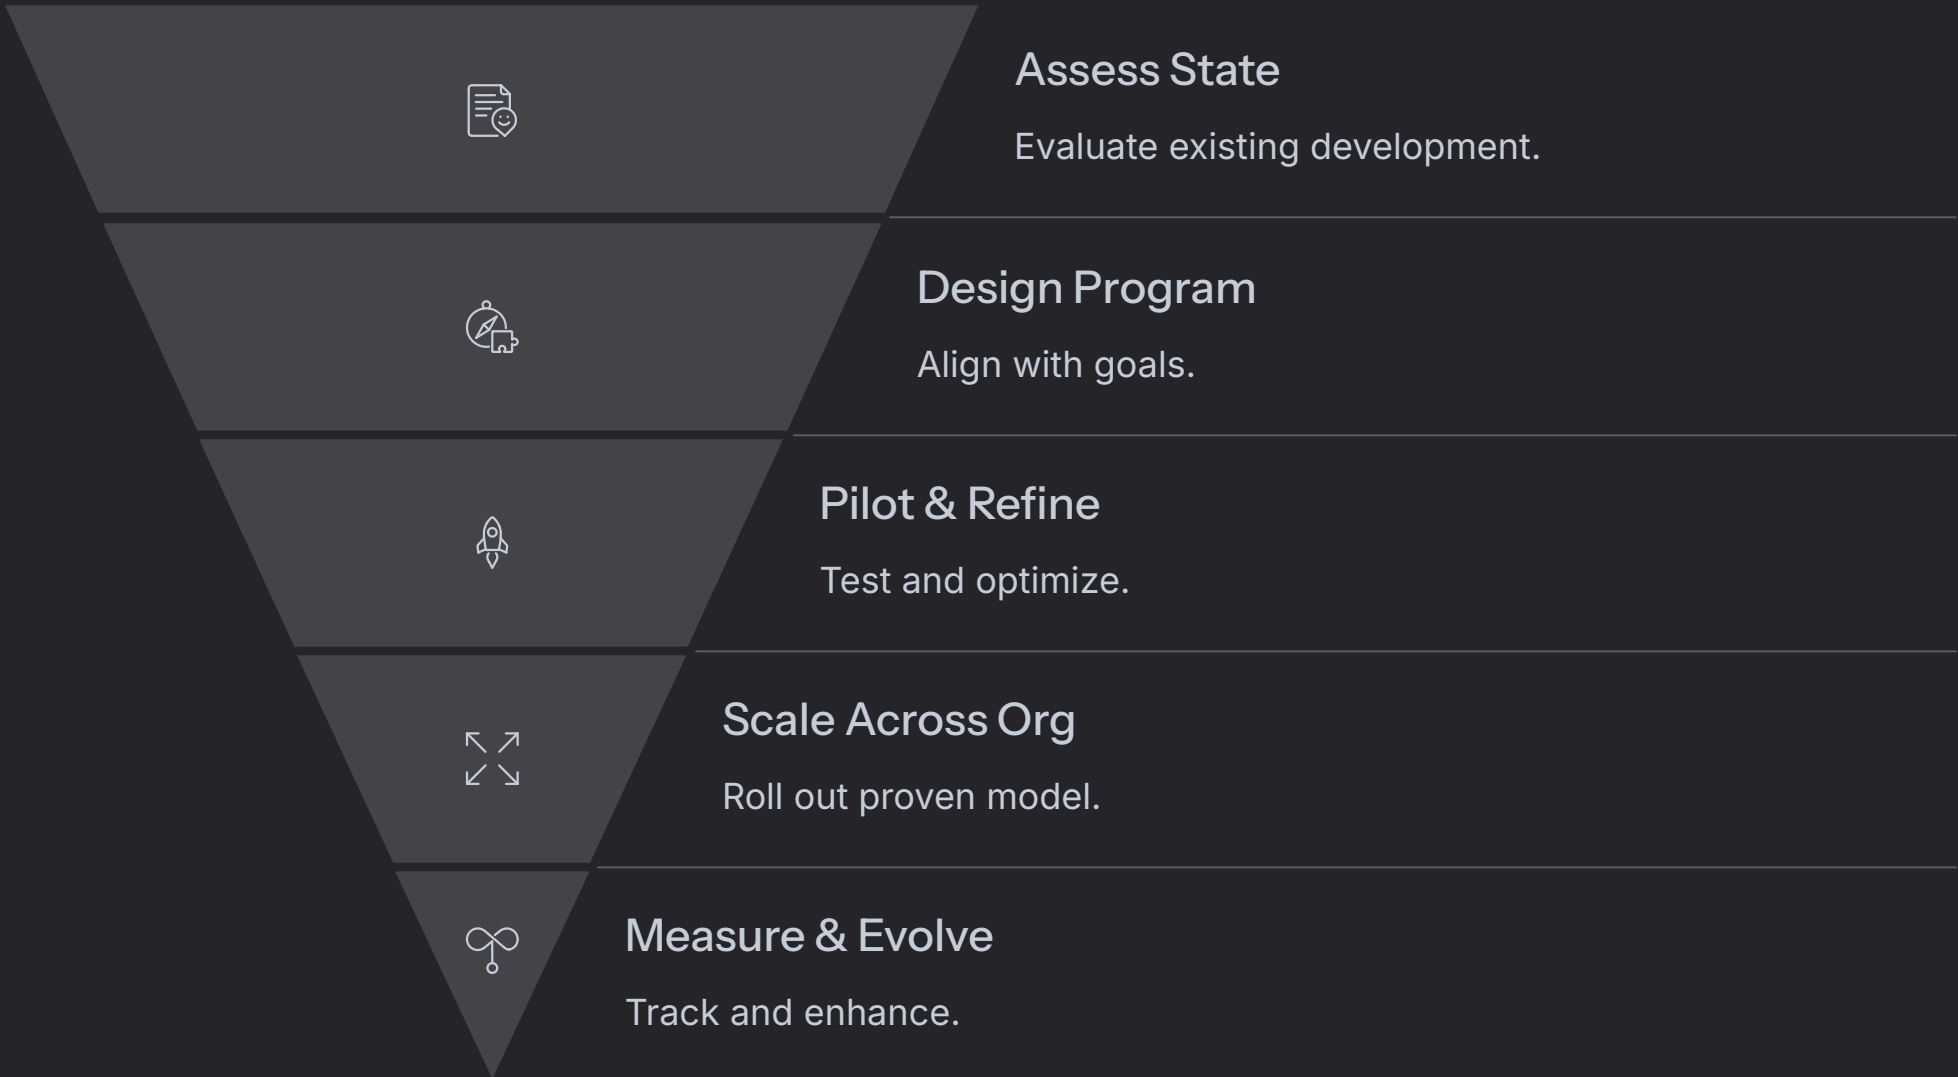 Assess State
Evaluate existing development.
Design Program
Align with goals.
Pilot & Refine
Test and optimize.
Scale Across Org
Roll out proven model.
Measure & Evolve
Track and enhance.